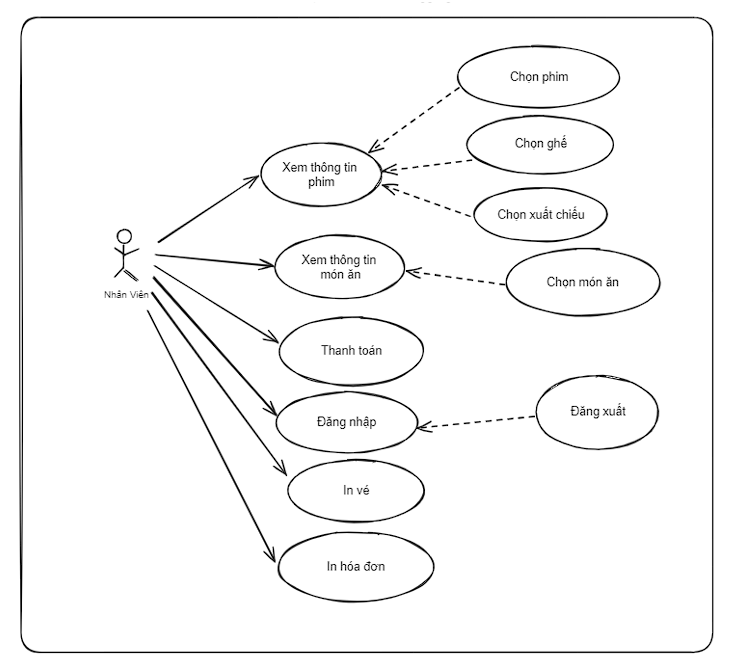 Chọn phim
Chọn ghế
Xem thông tin
phim
Chọn xuất chiếu
Xem thông tin
món ăn
Chọn món ăn
Nhân Viên
Thanh toán
Đăng nhập
Đăng xuất
In vé
In hóa đơn